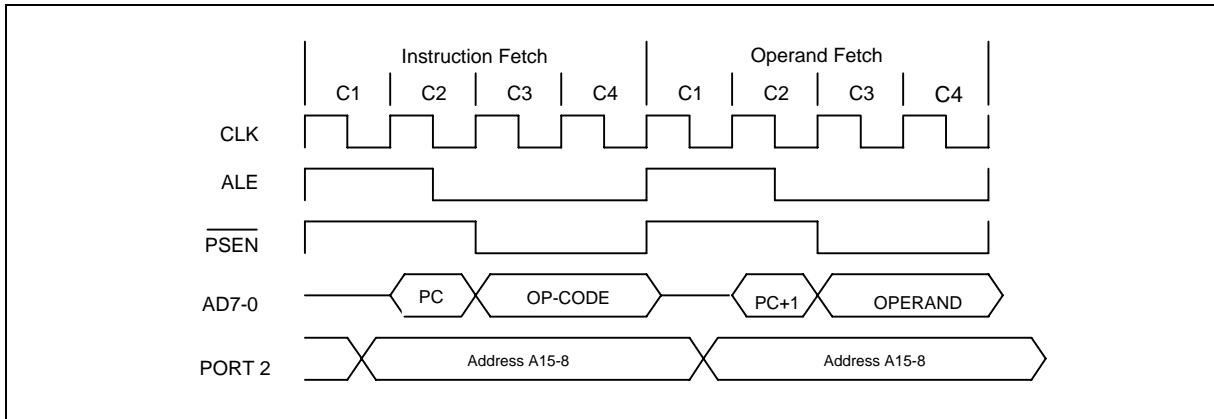 Instruction Fetch Operand Fetch
C1 C2 C3 C4 C1 C2 C3 C4
CLK
ALE
PSEN
AD7-0 PC OP-CODE PC+1 OPERAND
PORT 2 Address A15-8 Address A15-8